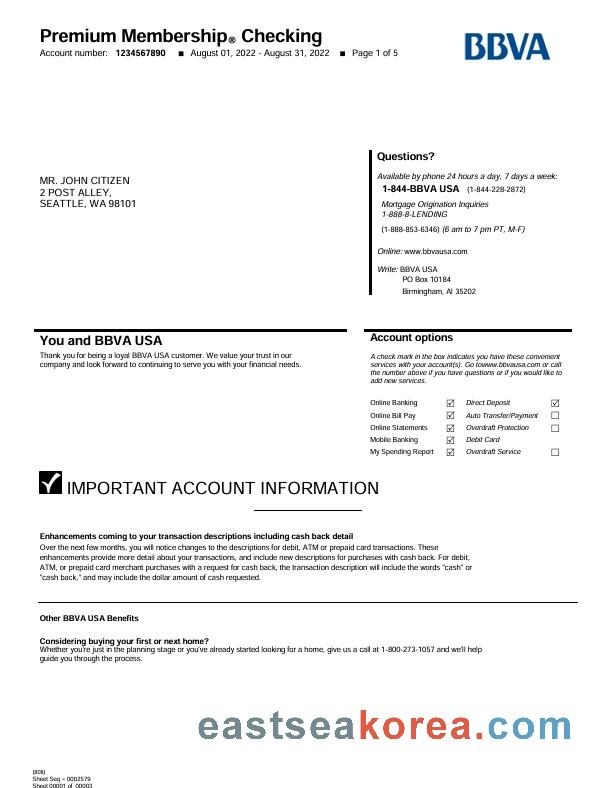 Premium Membership® Checking
Account number: 1234567890 ■ August 01, 2022 - August 31, 2022 ■ Page 1 of 5
BBVA
MR. JOHN CITIZEN
2 POST ALLEY,
SEATTLE, WA 98101
Questions?
Available by phone 24 hours a day, 7 days a week:
1-844-BBVA USA (1-844-228-2872)
Mortgage Origination Inquiries
1-888-8-LENDING
(1-888-853-6346) (6 am to 7 pm PT, M-F)
Online: www.bbvausa.com
Write: BBVA USA
PO Box 10184
Birmingham, Al 35202
You and BBVA USA
Thank you for being a loyal BBVA USA customer. We value your trust in our
company and look forward to continuing to serve you with your financial needs.
Account options
A check mark in the box indicates you have these convenient
services with your account(s). Go towww.bbvausa.com or call
the number above if you have questions or if you would like to
add new services.
Online Banking ☑ Direct Deposit ☑
Online Bill Pay ☑ Auto Transfer/Payment ☐
Online Statements ☑ Overdraft Protection ☐
Mobile Banking ☑ Debit Card
My Spending Report ☑ Overdraft Service ☐
IMPORTANT ACCOUNT INFORMATION
Enhancements coming to your transaction descriptions including cash back detail
Over the next few months, you will notice changes to the descriptions for debit, ATM or prepaid card transactions. These
enhancements provide more detail about your transactions, and include new descriptions for purchases with cash back. For debit,
ATM, or prepaid card merchant purchases with a request for cash back, the transaction description will include the words "cash" or
"cash back," and may include the dollar amount of cash requested.
Other BBVA USA Benefits
Considering buying your first or next home?
Whether you're just in the planning stage or you've already started looking for a home, give us a call at 1-800-273-1057 and we'll help
guide you through the process.
eastseakorea.com
(808)
Sheet Seq = 0002579
Sheet 00001 of 00003